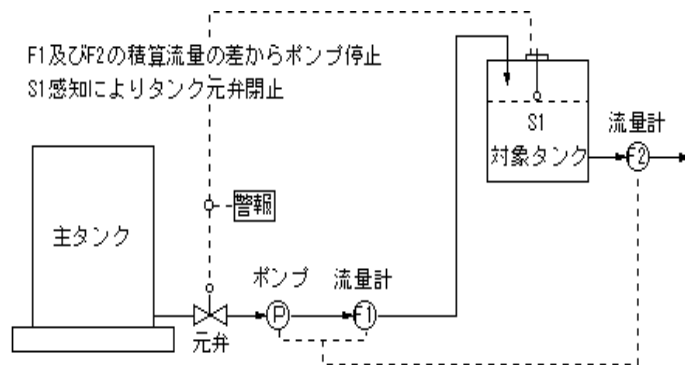 F1及びF2の積算流量の差からポンプ停止
S1感知によりタンク元弁閉止
S1
流量計
対象タンク
F2
警報
主タンク
ポンプ
流量計
P
F1
元弁